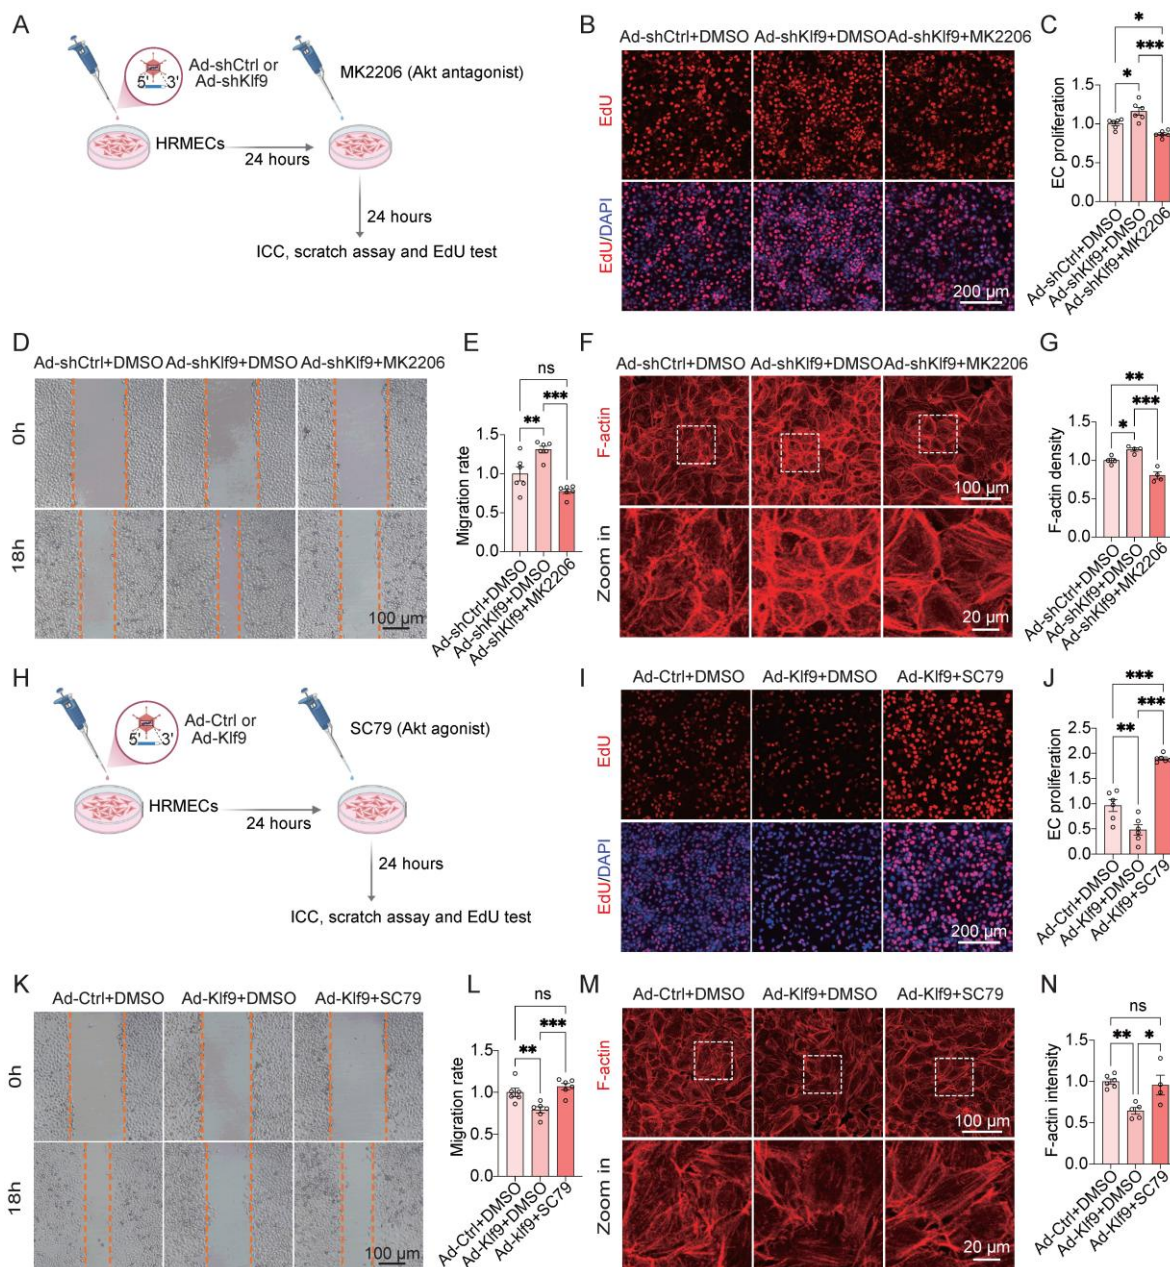 A
Ad-shCtrl or
Ad-shKlf9
5' 3'
MK2206 (Akt antagonist)
HRMECs
24 hours
24 hours
ICC, scratch assay and EdU test
B
Ad-shCtrl+DMSO Ad-shKlf9+DMSO Ad-shKlf9+MK2206
EdU
EdU/DAPI
200 µm
C
*
***
*
EC proliferation
1.5
1.0
0.5
0
Ad-shCtrl+DMSO
Ad-shKlf9+DMSO
Ad-shKlf9+MK2206
D
Ad-shCtrl+DMSO Ad-shKlf9+DMSO Ad-shKlf9+MK2206
0h
18h
100 µm
E
ns
***
**
Migration rate
1.5
1.0
0.5
0.0
Ad-shCtrl+DMSO
Ad-shKlf9+DMSO
Ad-shKlf9+MK2206
F
Ad-shCtrl+DMSO Ad-shKlf9+DMSO Ad-shKlf9+MK2206
F-actin
100 µm
Zoom in
20 µm
G
**
***
*
F-actin density
1.5
1.0
0.5
0
Ad-shCtrl+DMSO
Ad-shKlf9+DMSO
Ad-shKlf9+MK2206
H
Ad-Ctrl or
Ad-Klf9
5' 3'
SC79 (Akt agonist)
HRMECs
24 hours
24 hours
ICC, scratch assay and EdU test
I
Ad-Ctrl+DMSO Ad-Klf9+DMSO Ad-Klf9+SC79
EdU
EdU/DAPI
200 µm
J
***
***
**
EC proliferation
2.5
2.0
1.5
1.0
0.5
0.0
Ad-Ctrl+DMSO
Ad-Klf9+DMSO
Ad-Klf9+SC79
K
Ad-Ctrl+DMSO Ad-Klf9+DMSO Ad-Klf9+SC79
0h
18h
100 µm
L
ns
***
**
Migration rate
1.5
1.0
0.5
0.0
Ad-Ctrl+DMSO
Ad-Klf9+DMSO
Ad-klf9+SC79
M
Ad-Ctrl+DMSO Ad-Klf9+DMSO Ad-Klf9+SC79
F-actin
100 µm
Zoom in
20 µm
N
ns
** *
F-actin intensity
1.5
1.0
0.5
0.0
Ad-Ctrl+DMSO
Ad-Klf9+DMSO
Ad-Klf9+SC79